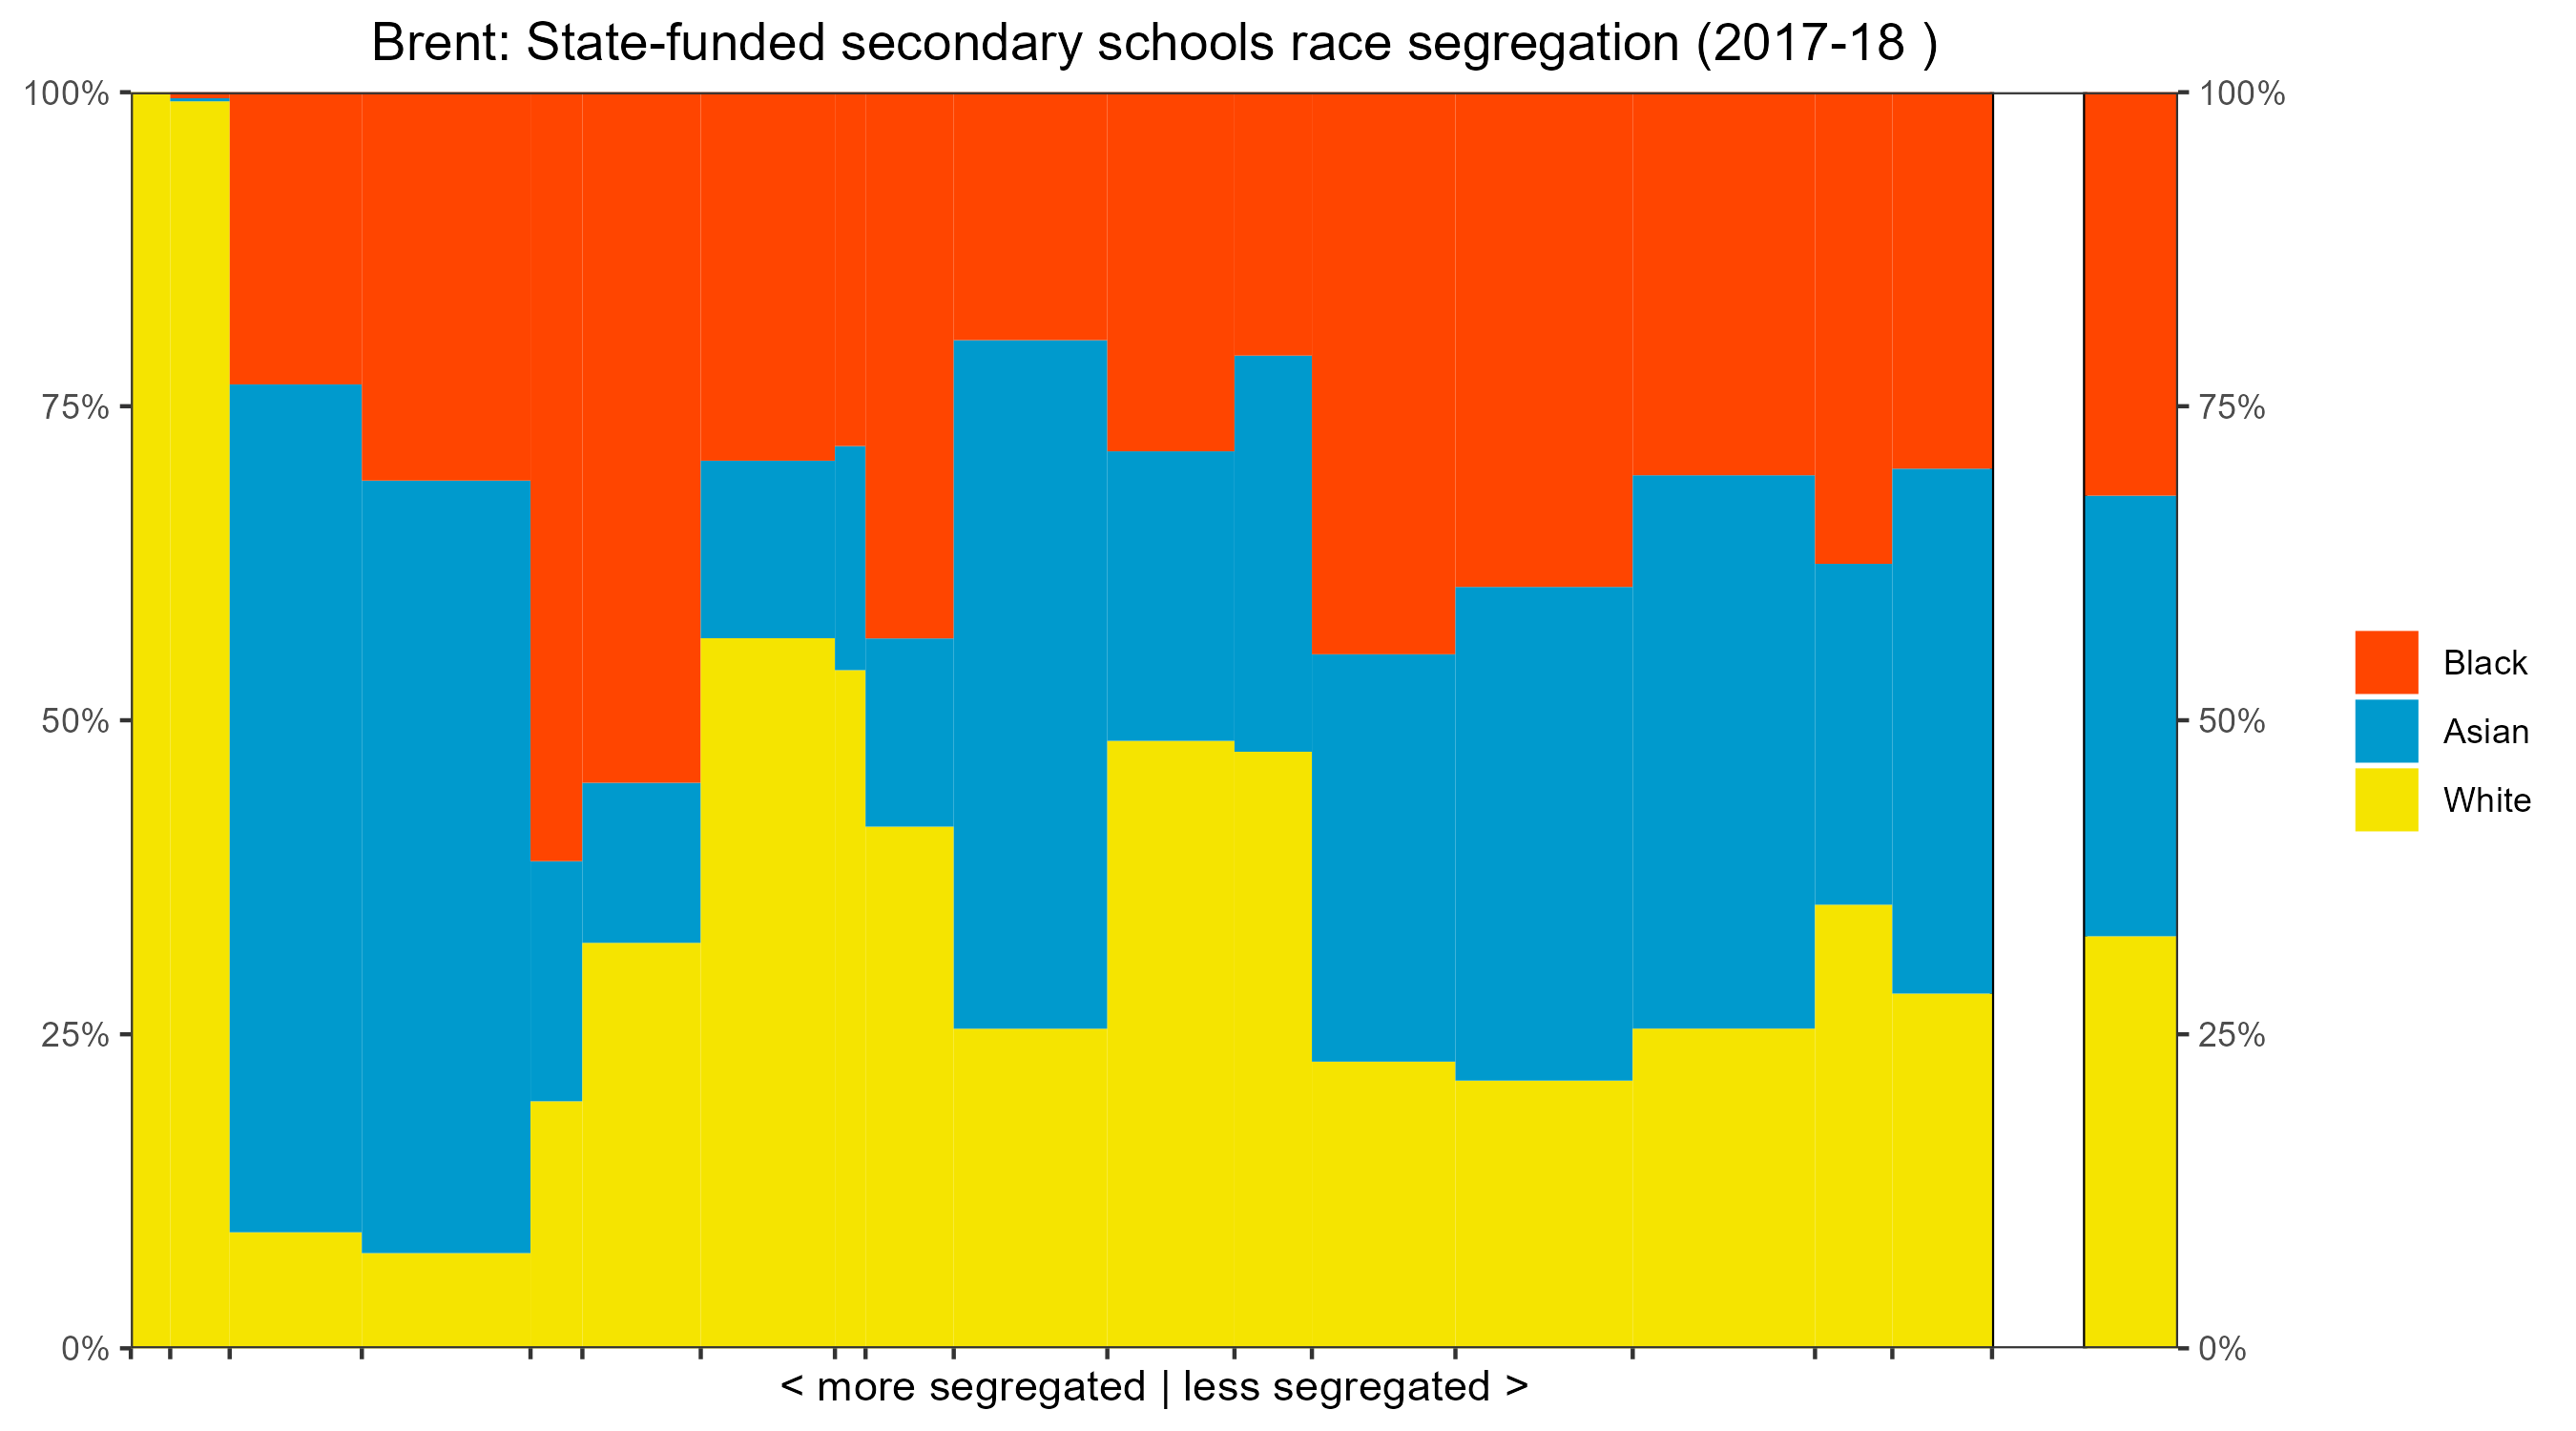 Brent: State-funded secondary schools race segregation (2017-18 )
100%
75%
50%
25%
0%
100%
75%
50%
25%
0%
Black
Asian
White
< more segregated | less segregated >